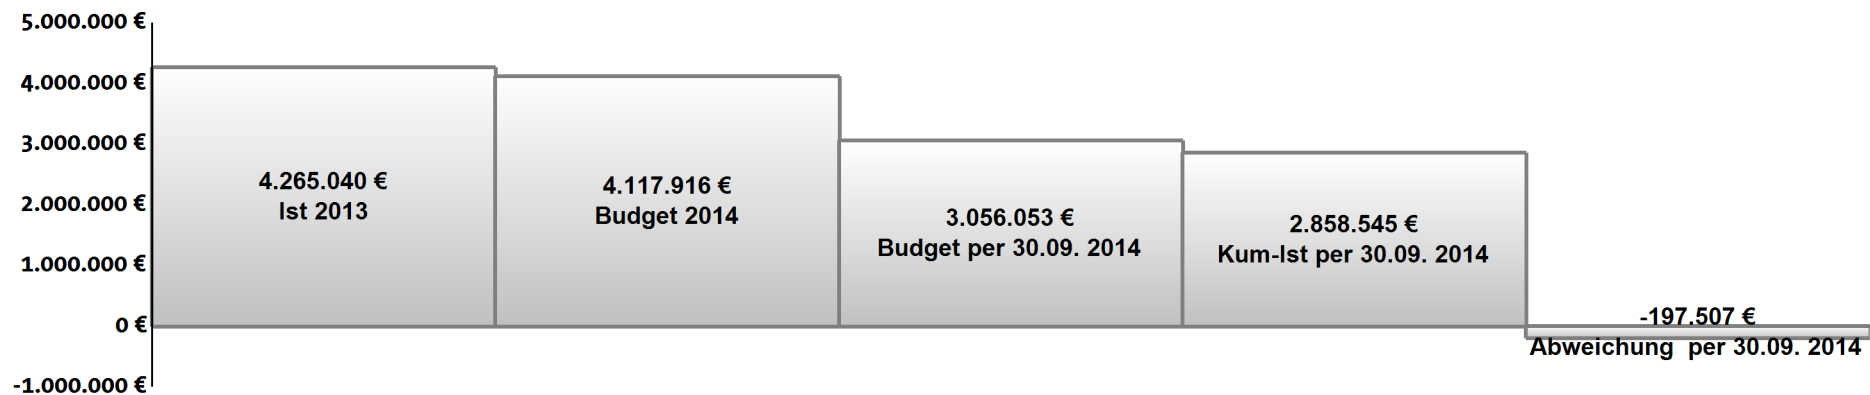 5.000.000 €
4.000.000 €
3.000.000 €
2.000.000 €
1.000.000 €
0 €
-1.000.000 €
4.265.040 €
Ist 2013
4.117.916 €
Budget 2014
3.056.053 €
Budget per 30.09. 2014
2.858.545 €
Kum-Ist per 30.09. 2014
-197.507 €
Abweichung  per 30.09. 2014